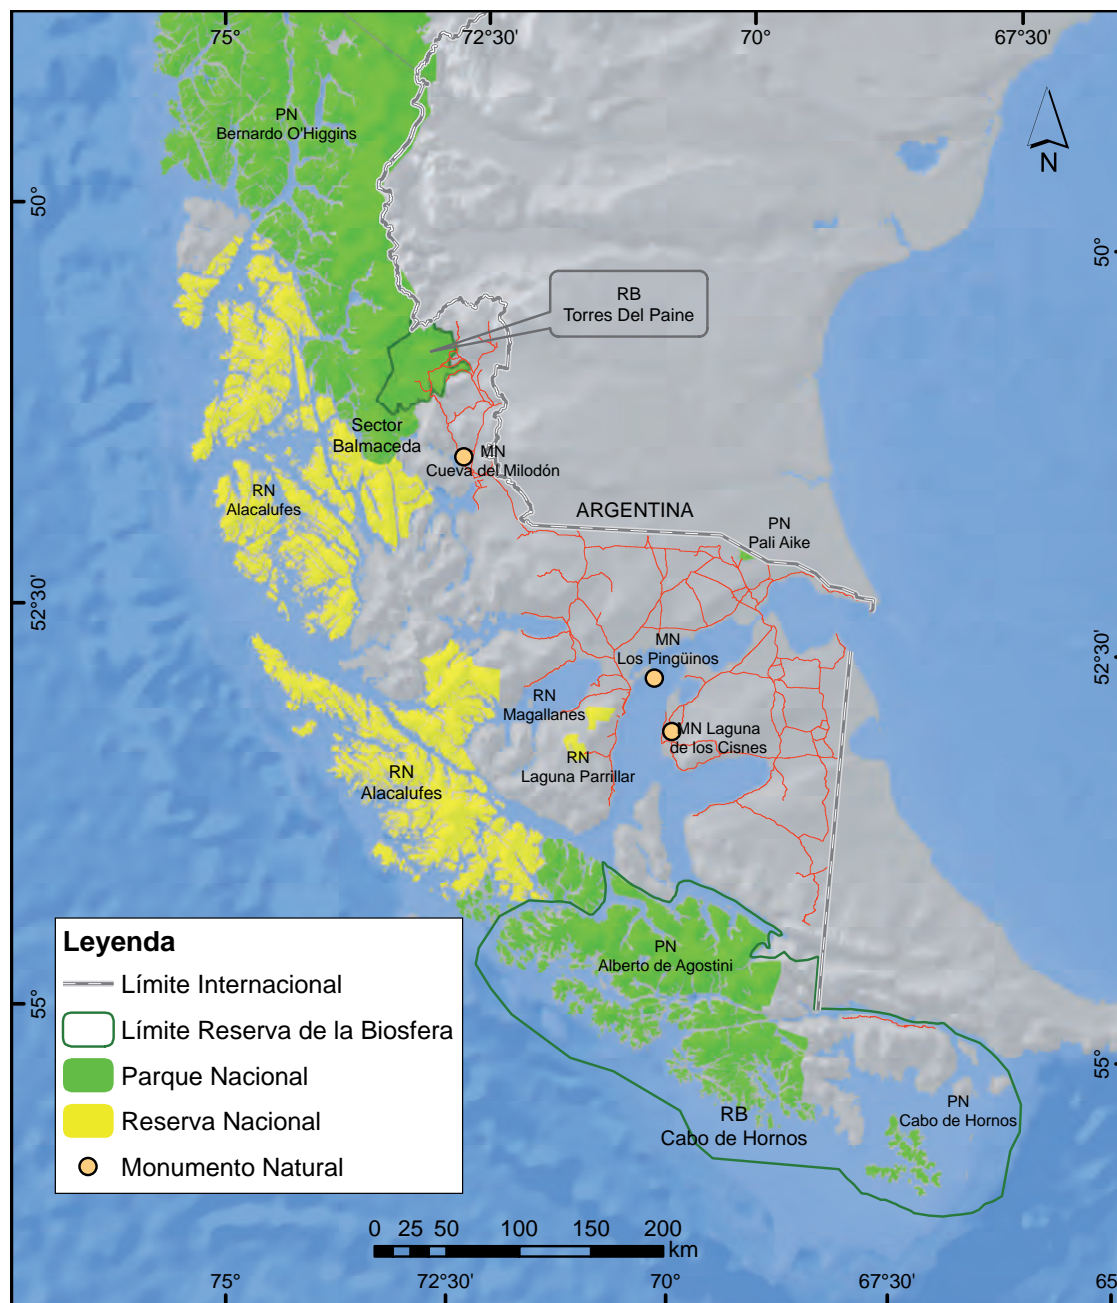 75°
72°30'
70°
67°30'
PN
Bernardo O'Higgins
N
50°
50°
RB
Torres Del Paine
Sector
Balmaceda
MN
Cueva del Milodón
RN
Alacalufes
ARGENTINA
PN
Pali Aike
52°30'
52°30'
MN
Los Pingüinos
RN
Magallanes
MN Laguna
de los Cisnes
RN
Laguna Parrillar
RN
Alacalufes
PN
Alberto de Agostini
Leyenda
Límite Internacional
Límite Reserva de la Biosfera
Parque Nacional
Reserva Nacional
Monumento Natural
55°
55°
RB
Cabo de Hornos
PN
Cabo de Hornos
0 25 50 100 150 200
km
75°
72°30'
70°
67°30'
65